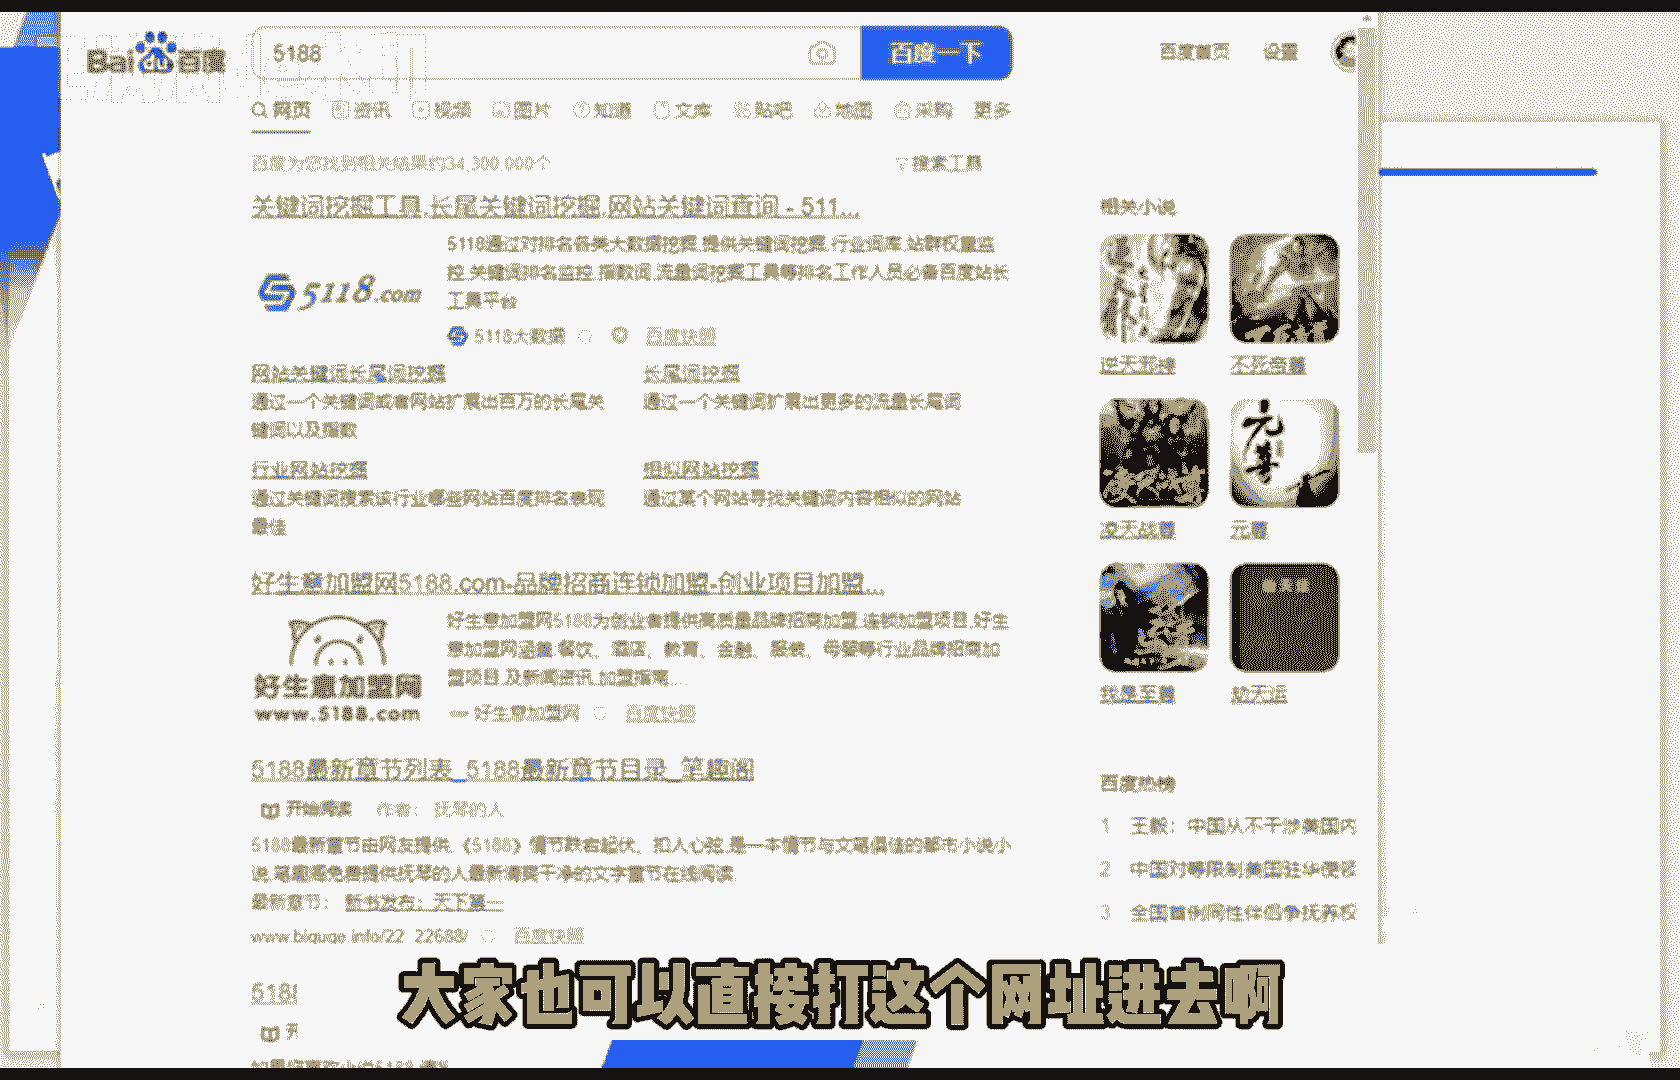 Bai du 百度
5188
百度一下
百度首页 设置
网页 资讯 视频 图片 知道 文库 贴吧 地图 采购 更多
百度为您找到相关结果约34,300,000个
搜索工具
关键词挖掘工具,长尾关键词挖掘,网站关键词查询 - 511...
5118通过对排名各类大数据挖掘,提供关键词挖掘,行业词库,站群权重监
控,关键词排名监控,指数词,流量词挖掘工具等排名工作人员必备百度站长
工具平台
5118.com
5118大数据 百度快照
网站关键词长尾词挖掘
通过一个关键词或者网站扩展出百万的长尾关
键词以及指数
长尾词挖掘
通过一个关键词扩展出更多的流量长尾词
行业网站挖掘
通过关键词搜索该行业哪些网站百度排名表现
最佳
相似网站挖掘
通过某个网站寻找关键词内容相似的网站
好生意加盟网5188.com-品牌招商连锁加盟-创业项目加盟...
好生意加盟网5188为创业者提供高质量品牌招商加盟,连锁加盟项目,好生
意加盟网涵盖,餐饮、酒店、教育、金融、服装、母婴等行业品牌招商加
盟项目,及新闻资讯,加盟指南...
好生意加盟网
www.5188.com
好生意加盟网 百度快照
5188最新章节列表_5188最新章节目录_笔趣阁
开始阅读 作者： 抚琴的人
5188最新章节由网友提供,《5188》情节跌宕起伏、扣人心弦,是一本情节与文笔俱佳的都市小说小
说,笔趣阁免费提供抚琴的人最新清爽干净的文字章节在线阅读
最新章节： 新书发布：天下第一
www.biquge.info/22_22688/ 百度快照
518
相关小说
逆天邪神 不死帝尊
元尊
凌天战尊 元尊
我是至尊
百度热榜
1 王毅：中国从不干涉美国内
2 中国对等限制美国驻华使领
3 全国首例同性伴侣争抚养权
大家也可以直接打这个网址进去啊